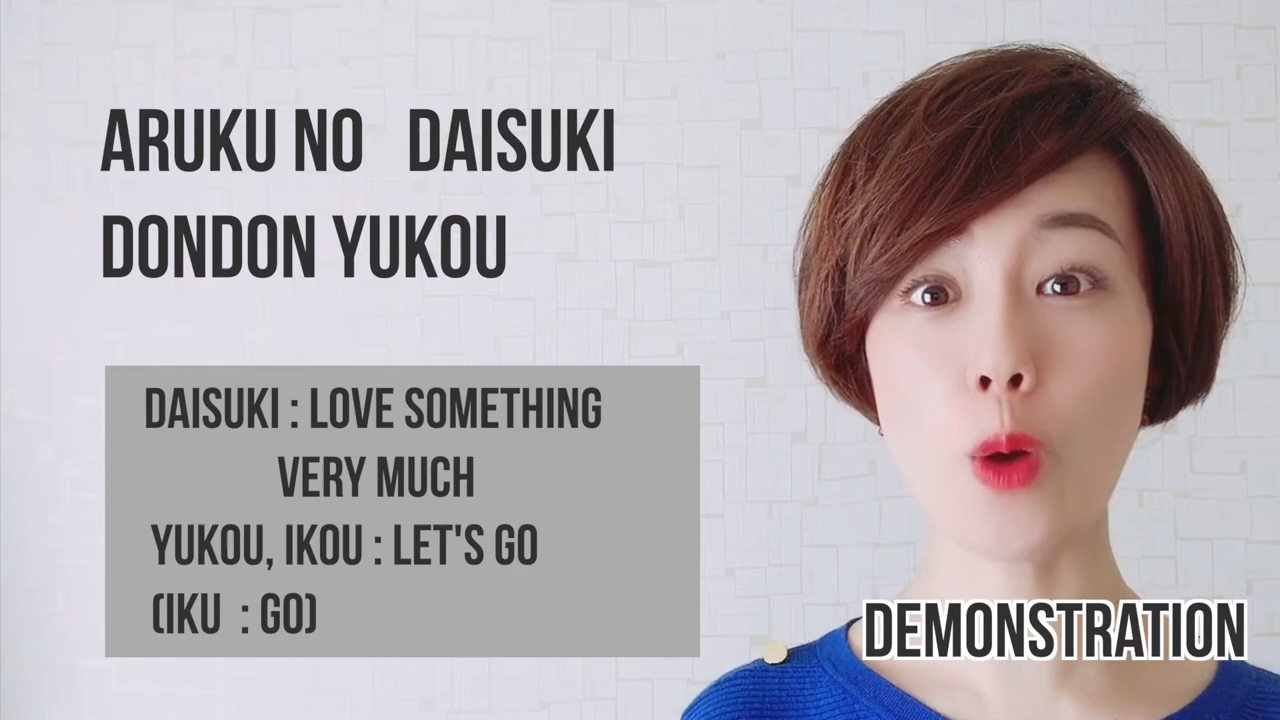 ARUKU NO DAISUKI
DONDON YUKOU
DAISUKI : LOVE SOMETHING
VERY MUCH
YUKOU, IKOU : LET'S GO
(IKU : GO)
DEMONSTRATION